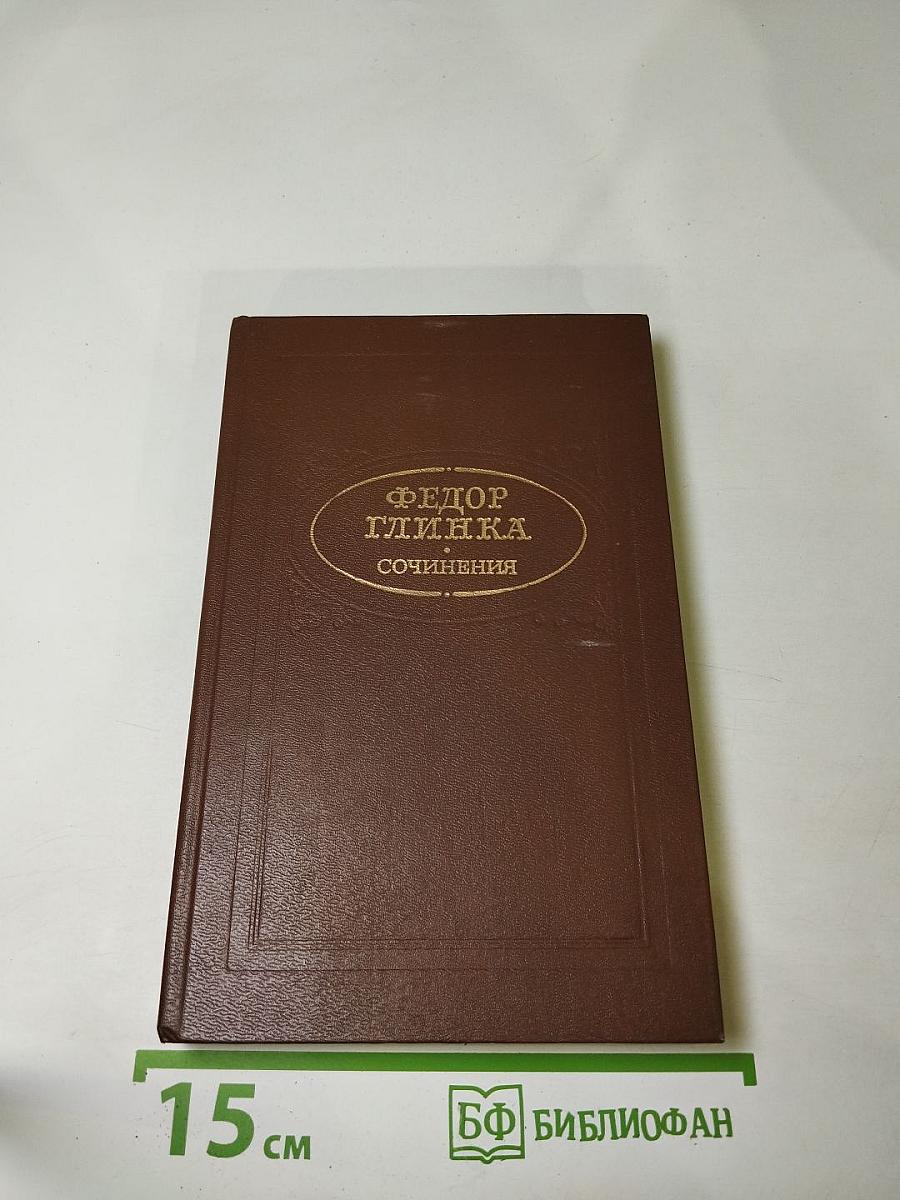 ФЕДОР
ГЛИНКА
СОЧИНЕНИЯ
15 см
БФ БИБЛИОФАН